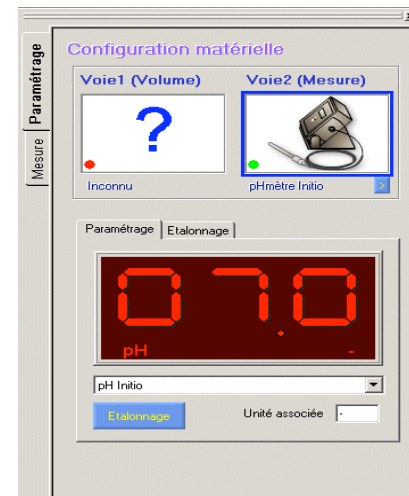 Paramétrage
Mesure
Configuration matérielle
Voie1 (Volume) Voie2 (Mesure)
?
Inconnu pHmètre Initio >
Paramétrage Etalonnage
07.0
pH -
pH Initio
Etalonnage Unité associée -